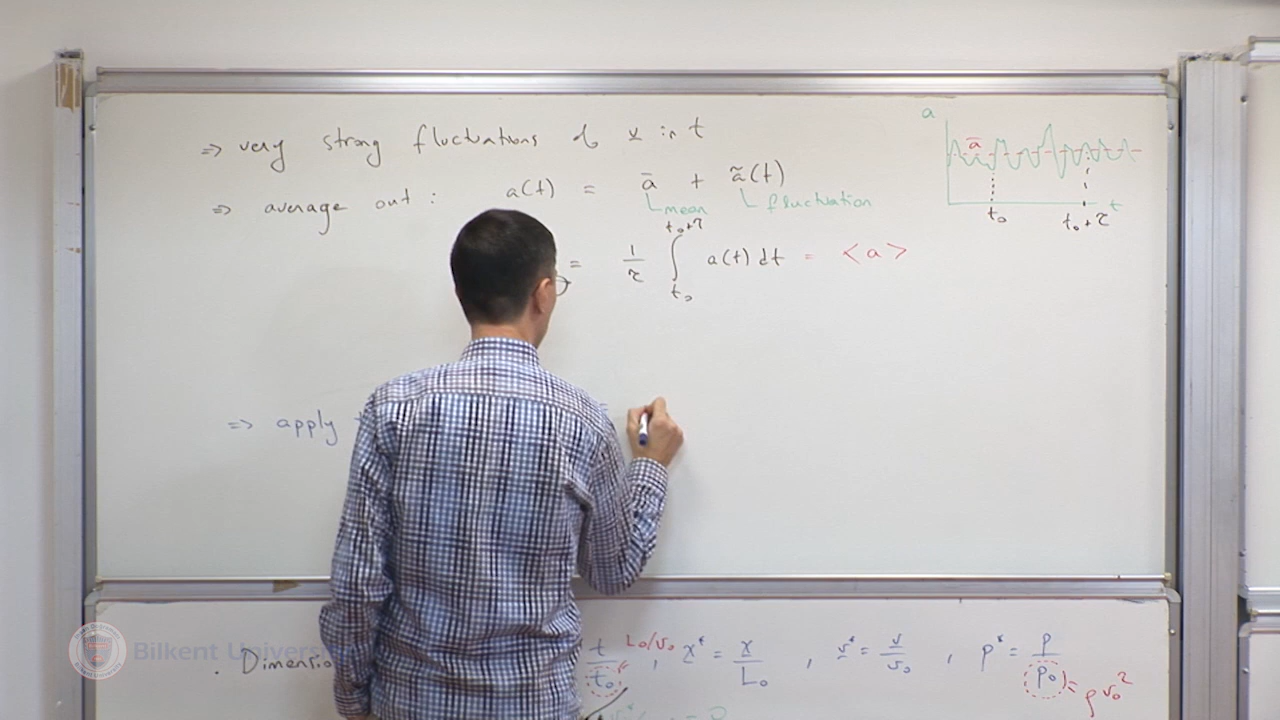 ⇒ very strong fluctuations of v in t
⇒ average out : a(t) = ā + ã(t)
mean fluctuation
= 1/τ ∫_{t₀}^{t₀+τ} a(t) dt = <a>
a
ā
t₀ t₀+τ t
⇒ apply
Bilkent Univers
. Dimensio
t/t₀ L₀/v₀ , x* = x/L₀ , v* = v/v₀ , p* = p/p₀ = ρv₀²